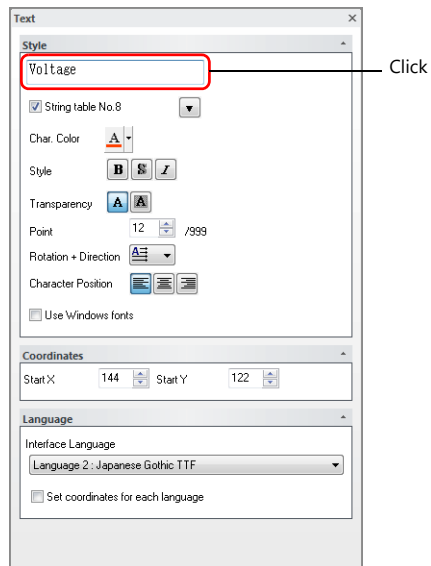 Text
Style
Voltage
Click
String table No.8
Char. Color A
Style B S I
Transparency A A
Point 12 /999
Rotation + Direction A
Character Position
Use Windows fonts
Coordinates
Start X 144 Start Y 122
Language
Interface Language
Language 2 : Japanese Gothic TTF
Set coordinates for each language